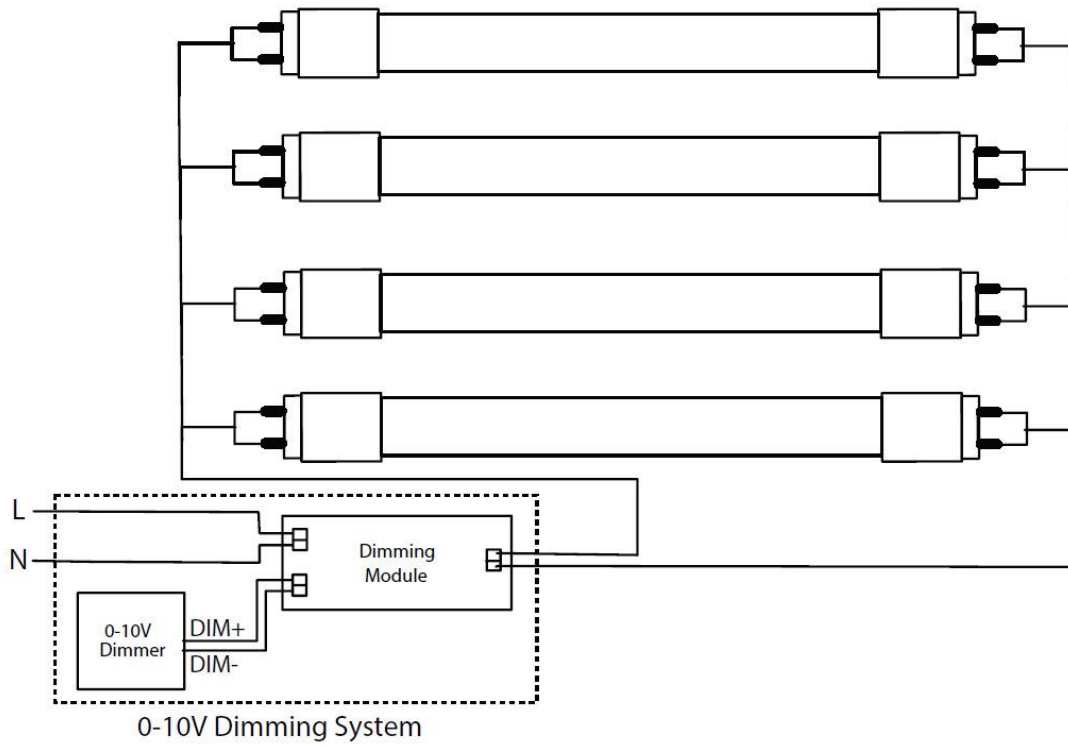 L
N
Dimming
Module
0-10V
Dimmer
DIM+
DIM-
0-10V Dimming System